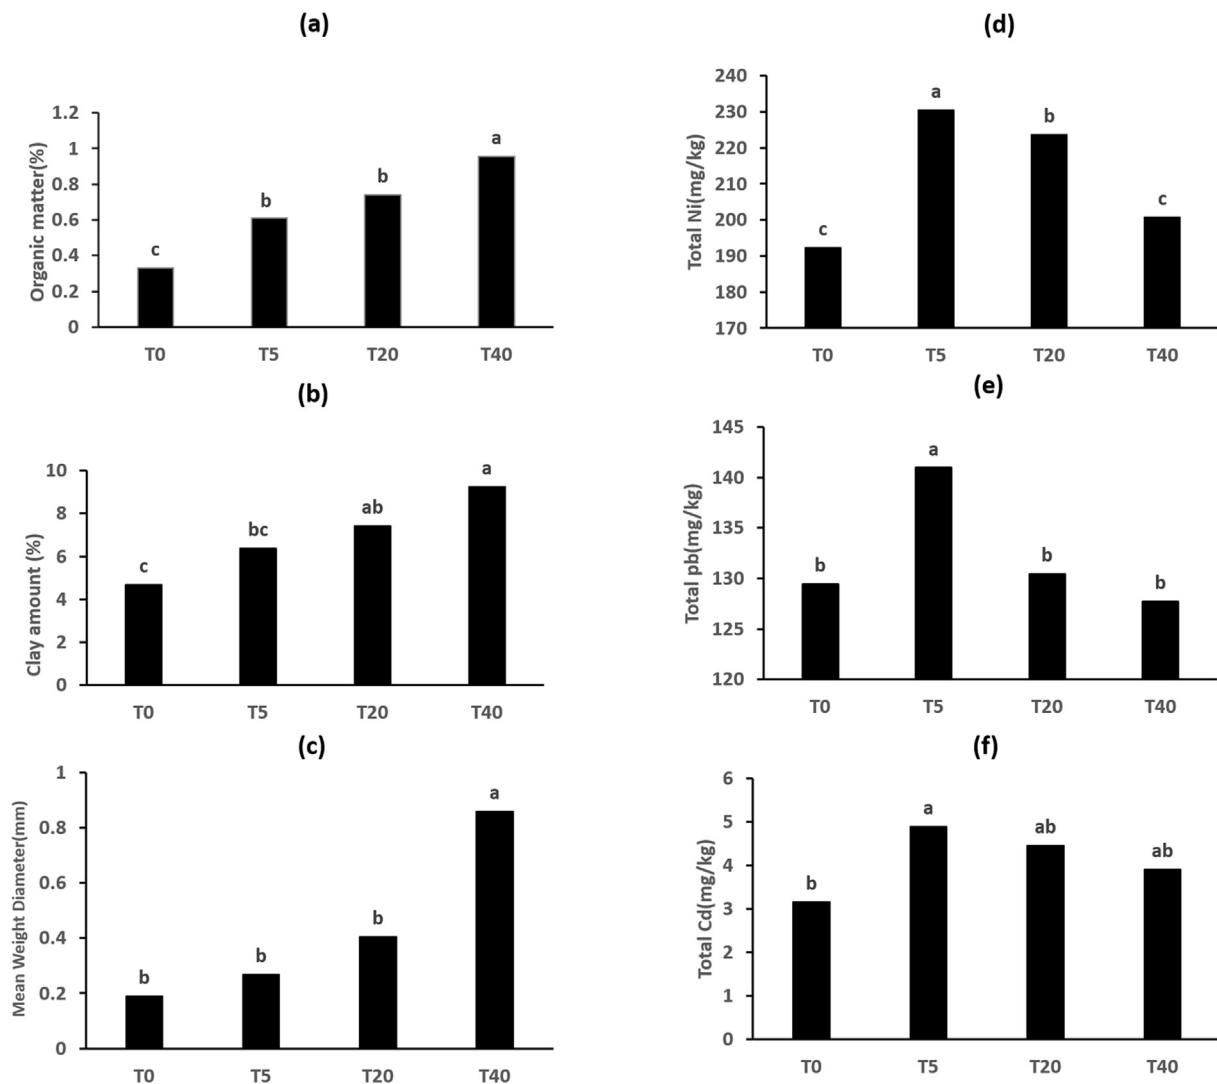 (a)
Organic matter(%)
1.2
1
0.8
0.6
0.4
0.2
0
c
b
b
a
T0 T5 T20 T40
(b)
Clay amount (%)
10
8
6
4
2
0
c
bc
ab
a
T0 T5 T20 T40
(c)
Mean Weight Diameter(mm)
1
0.8
0.6
0.4
0.2
0
b
b
b
a
T0 T5 T20 T40
(d)
Total Ni(mg/kg)
240
230
220
210
200
190
180
170
c
a
b
c
T0 T5 T20 T40
(e)
Total pb(mg/kg)
145
140
135
130
125
120
b
a
b
b
T0 T5 T20 T40
(f)
Total Cd(mg/kg)
6
5
4
3
2
1
0
b
a
ab
ab
T0 T5 T20 T40